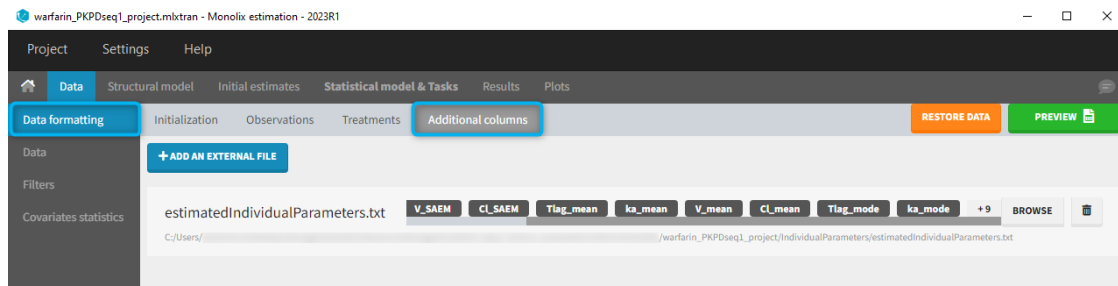 warfarin_PKPDseq1_project.mlxtran - Monolix estimation - 2023R1
Project Settings Help
Data Structural model Initial estimates Statistical model & Tasks Results Plots
Data formatting Initialization Observations Treatments Additional columns RESTORE DATA PREVIEW
Data + ADD AN EXTERNAL FILE
Filters
Covariates statistics estimatedIndividualParameters.txt V_SAEM Cl_SAEM Tlag_mean ka_mean V_mean Cl_mean Tlag_mode ka_mode +9 BROWSE
C:/Users/ /warfarin_PKPDseq1_project/IndividualParameters/estimatedIndividualParameters.txt